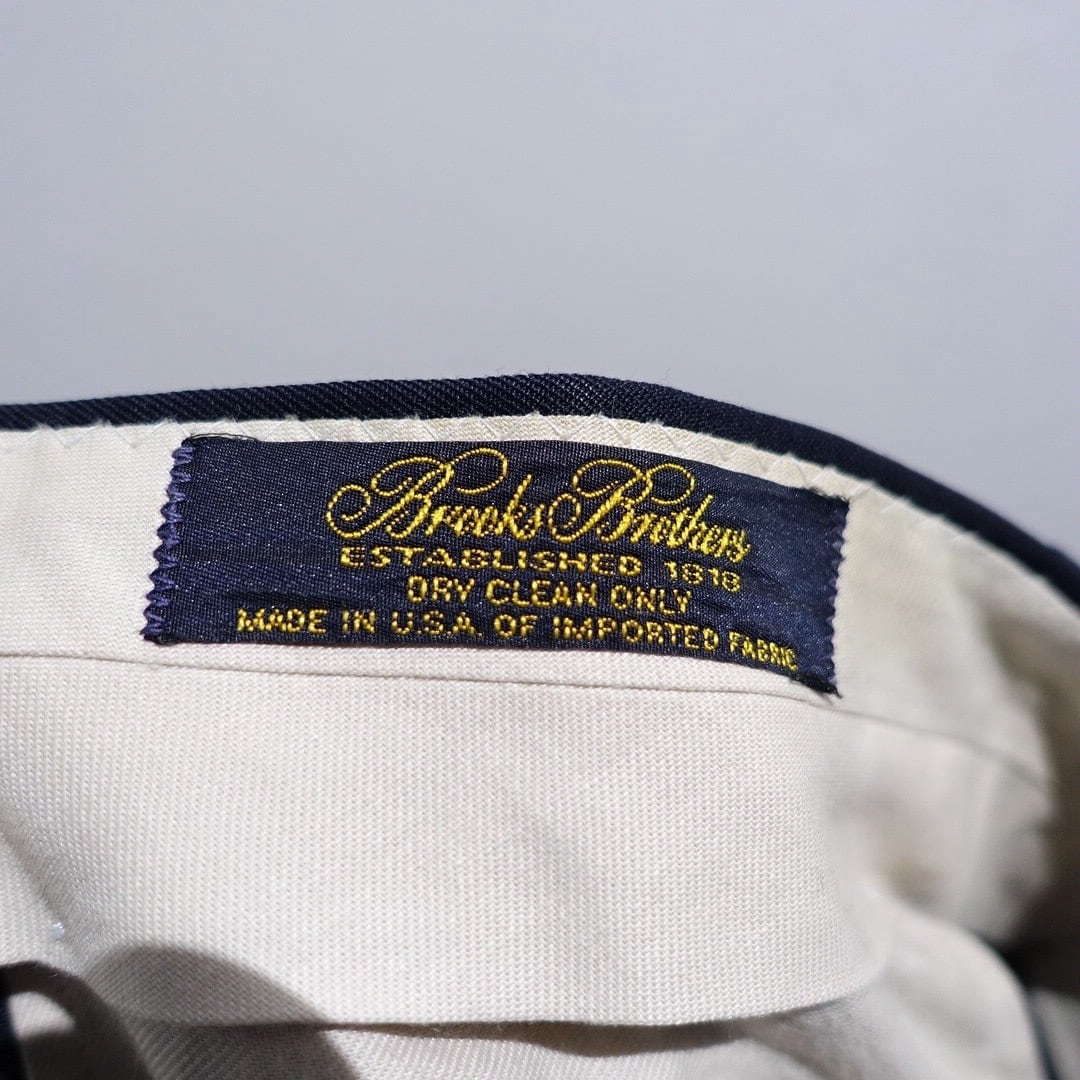 Brooks Brothers
ESTABLISHED 1818
DRY CLEAN ONLY
MADE IN U.S.A. OF IMPORTED FABRIC